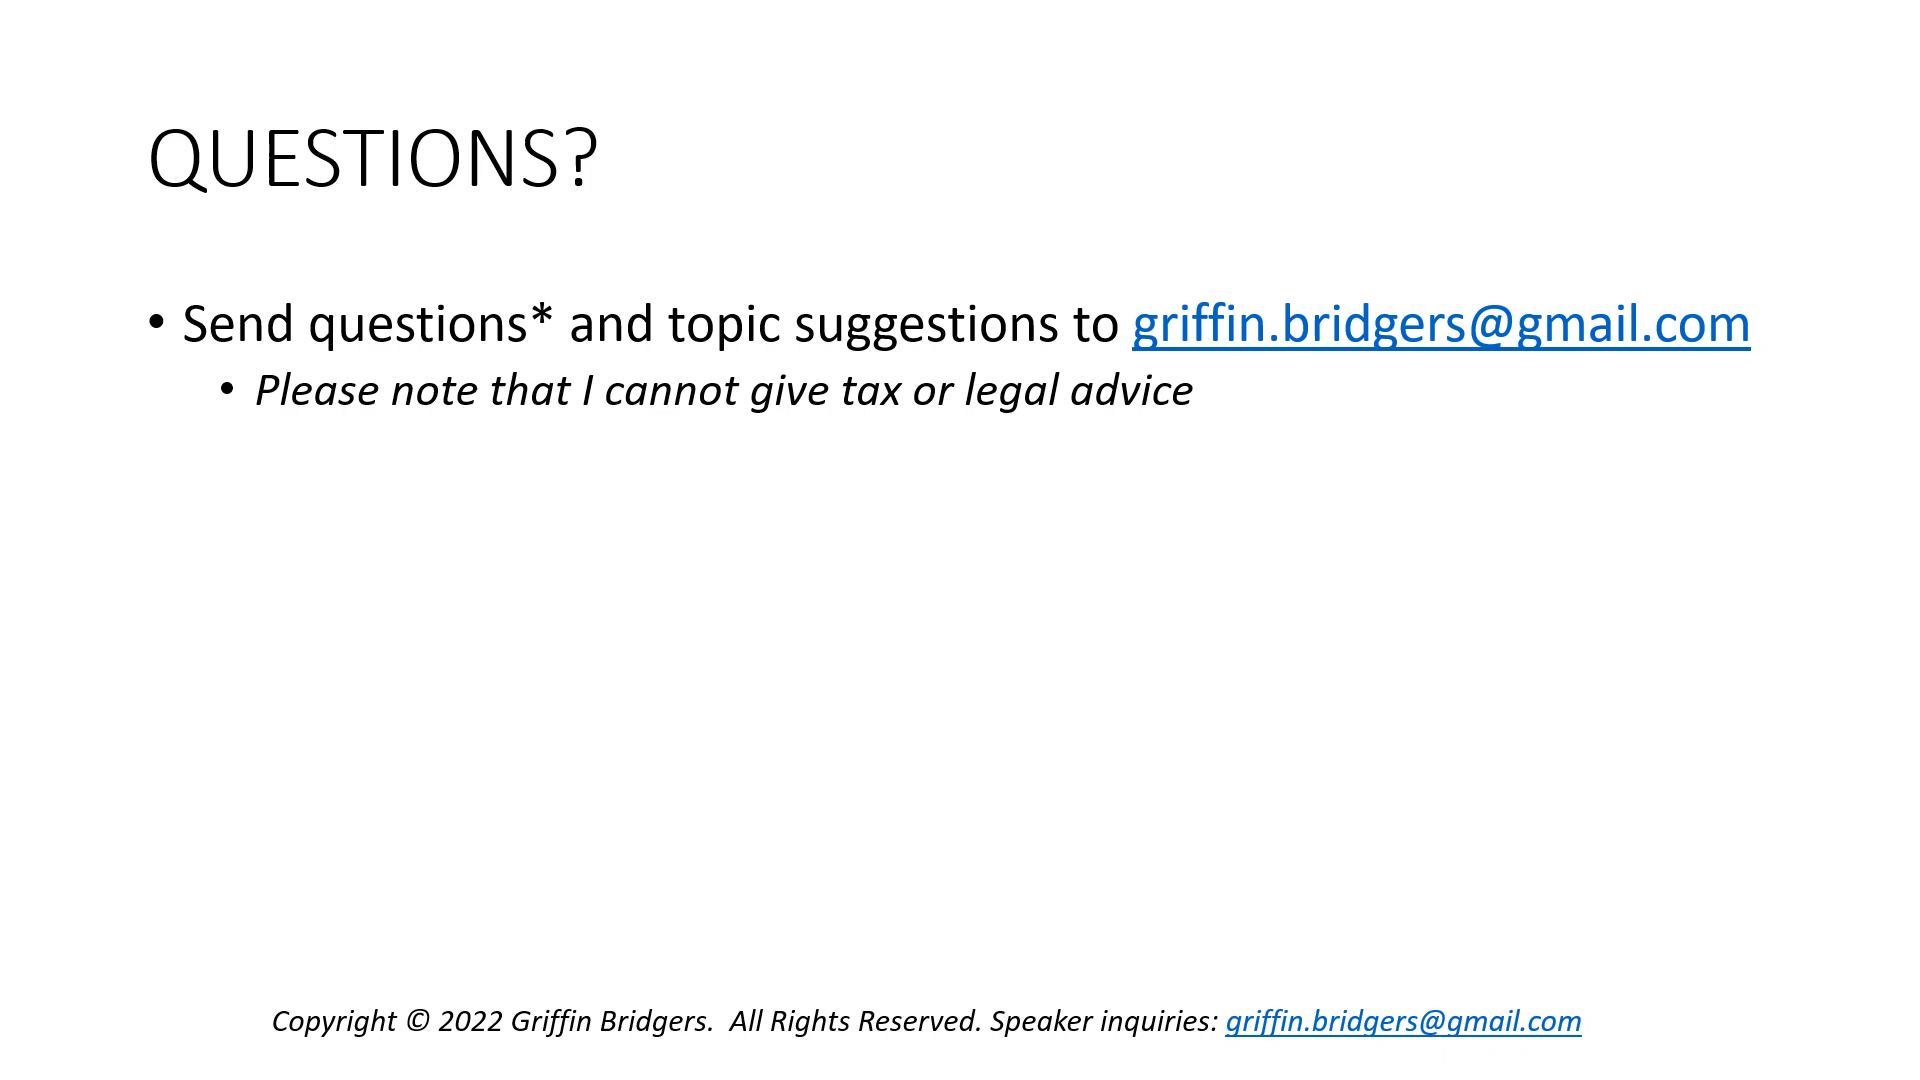 QUESTIONS?
• Send questions* and topic suggestions to griffin.bridgers@gmail.com
• Please note that I cannot give tax or legal advice
Copyright © 2022 Griffin Bridgers.  All Rights Reserved. Speaker inquiries: griffin.bridgers@gmail.com